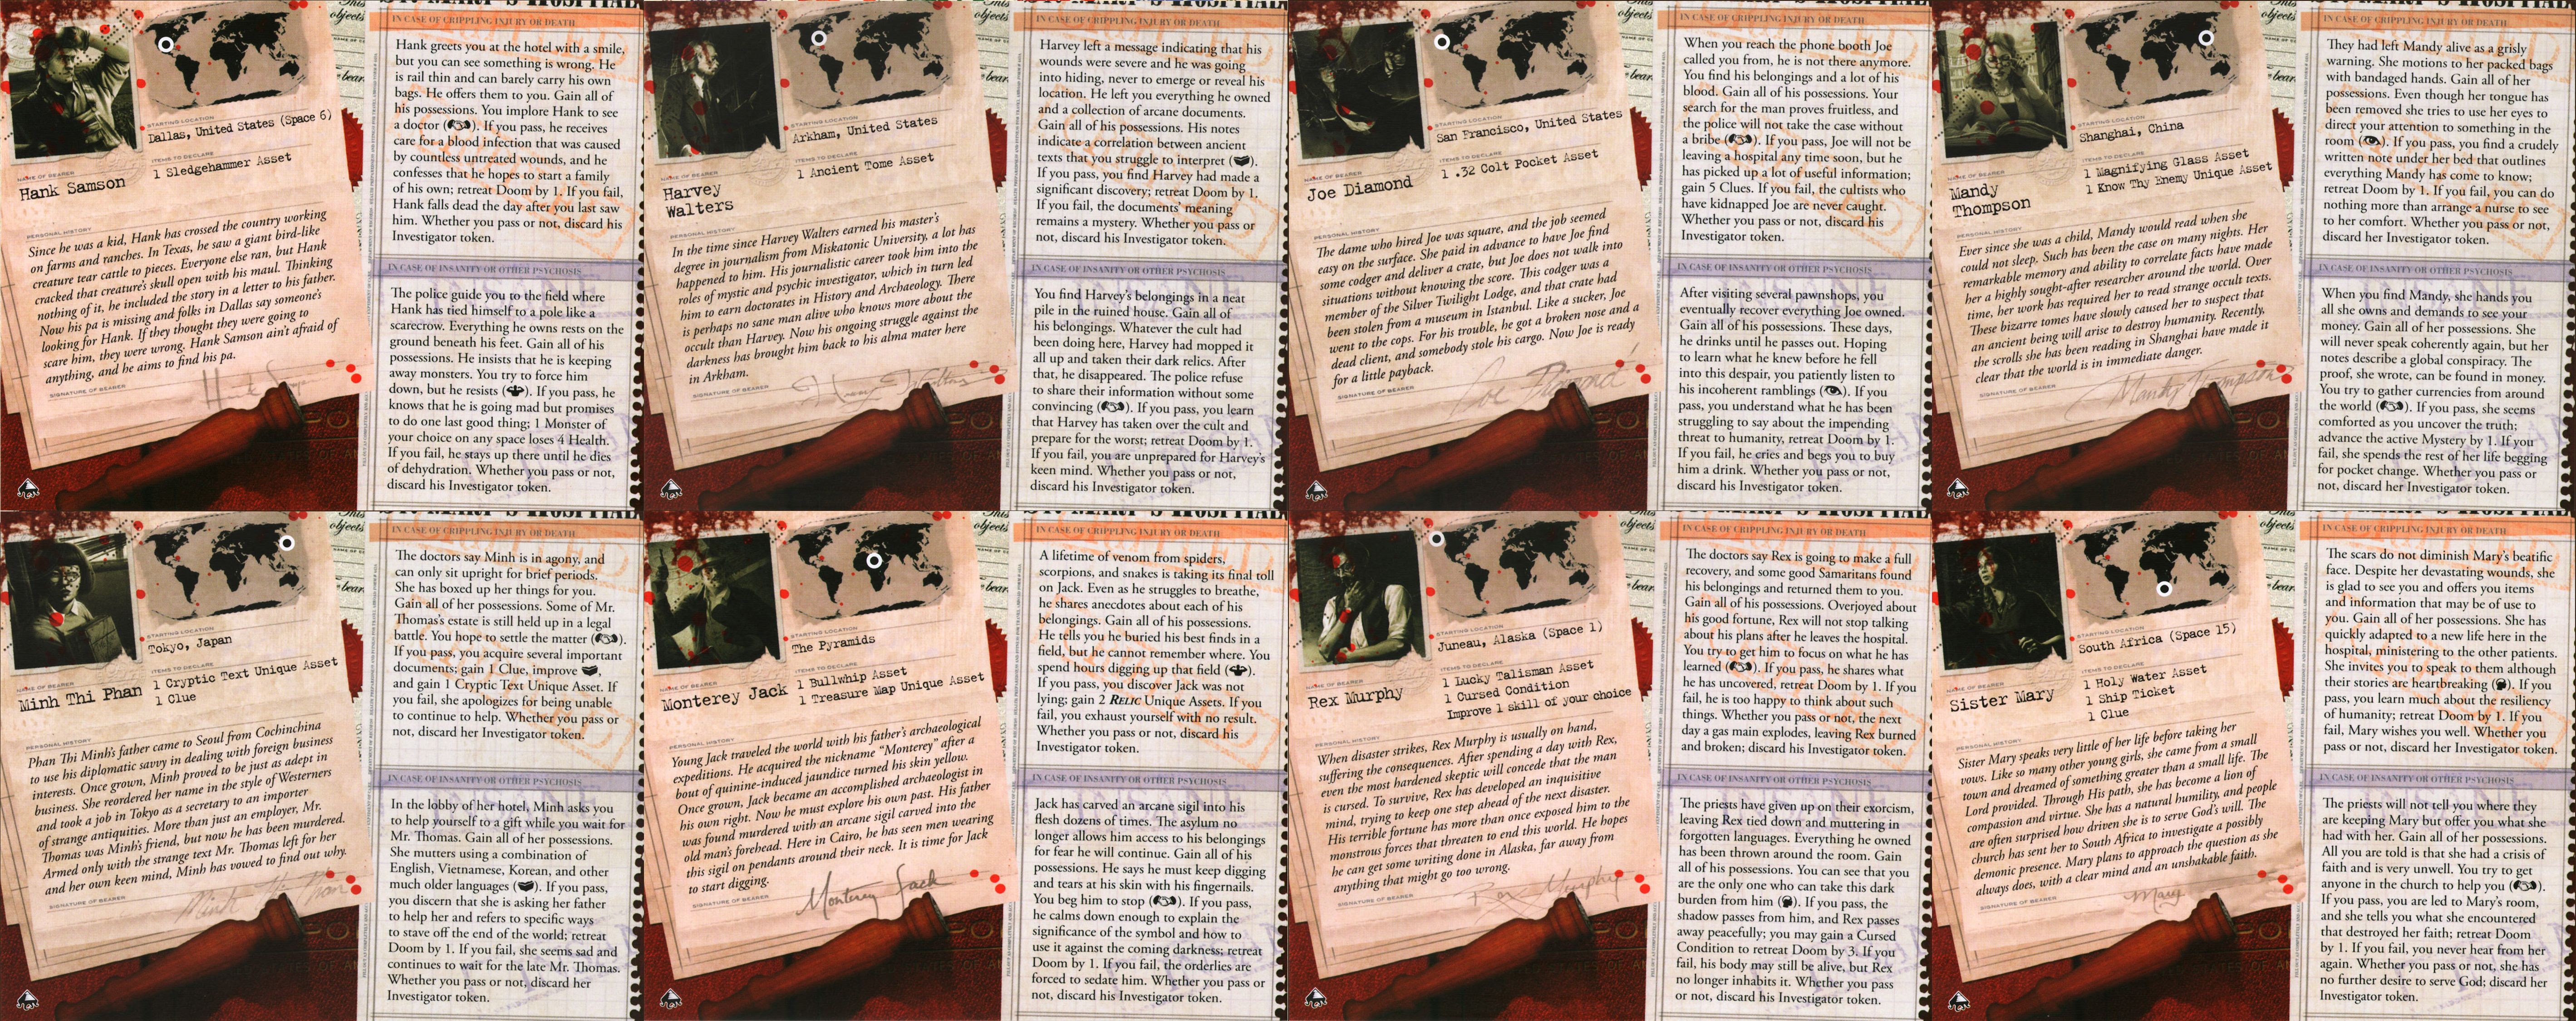 STARTING LOCATION
Dallas, United States (Space 6)
ITEMS TO DECLARE
1 Sledgehammer Asset
NAME OF BEARER
Hank Samson
PERSONAL HISTORY
Since he was a kid, Hank has crossed the country working
on farms and ranches. In Texas, he saw a giant bird-like
creature tear cattle to pieces. Everyone else ran, but Hank
cracked that creature's skull open with his maul. Thinking
nothing of it, he included the story in a letter to his father.
Now his pa is missing and folks in Dallas say someone's
looking for Hank. If they thought they were going to
scare him, they were wrong. Hank Samson ain't afraid of
anything, and he aims to find his pa.
SIGNATURE OF BEARER
IN CASE OF CRIPPLING INJURY OR DEATH
Hank greets you at the hotel with a smile,
but you can see something is wrong. He
is rail thin and can barely carry his own
bags. He offers them to you. Gain all of
his possessions. You implore Hank to see
a doctor ( ). If you pass, he receives
care for a blood infection that was caused
by countless untreated wounds, and he
confesses that he hopes to start a family
of his own; retreat Doom by 1. If you fail,
Hank falls dead the day after you last saw
him. Whether you pass or not, discard his
Investigator token.
IN CASE OF INSANITY OR OTHER PSYCHOSIS
The police guide you to the field where
Hank has tied himself to a pole like a
scarecrow. Everything he owns rests on the
ground beneath his feet. Gain all of his
possessions. He insists that he is keeping
away monsters. You try to force him
down, but he resists ( ). If you pass, he
knows that he is going mad but promises
to do one last good thing; 1 Monster of
your choice on any space loses 4 Health.
If you fail, he stays up there until he dies
of dehydration. Whether you pass or not,
discard his Investigator token.
STARTING LOCATION
Arkham, United States
ITEMS TO DECLARE
1 Ancient Tome Asset
NAME OF BEARER
Harvey
Walters
PERSONAL HISTORY
In the time since Harvey Walters earned his master's
degree in journalism from Miskatonic University, a lot has
happened to him. His journalistic career took him into the
roles of mystic and psychic investigator, which in turn led
him to earn doctorates in History and Archaeology. There
is perhaps no sane man alive who knows more about the
occult than Harvey. Now his ongoing struggle against the
darkness has brought him back to his alma mater here
in Arkham.
SIGNATURE OF BEARER
IN CASE OF CRIPPLING INJURY OR DEATH
Harvey left a message indicating that his
wounds were severe and he was going
into hiding, never to emerge or reveal his
location. He left you everything he owned
and a collection of arcane documents.
Gain all of his possessions. His notes
indicate a correlation between ancient
texts that you struggle to interpret ( ).
If you pass, you find Harvey had made a
significant discovery; retreat Doom by 1.
If you fail, the documents' meaning
remains a mystery. Whether you pass or
not, discard his Investigator token.
IN CASE OF INSANITY OR OTHER PSYCHOSIS
You find Harvey's belongings in a neat
pile in the ruined house. Gain all of
his belongings. Whatever the cult had
been doing here, Harvey had mopped it
all up and taken their dark relics. After
that, he disappeared. The police refuse
to share their information without some
convincing ( ). If you pass, you learn
that Harvey has taken over the cult and
prepare for the worst; retreat Doom by 1.
If you fail, you are unprepared for Harvey's
keen mind. Whether you pass or not,
discard his Investigator token.
STARTING LOCATION
San Francisco, United States
ITEMS TO DECLARE
1 .32 Colt Pocket Asset
NAME OF BEARER
Joe Diamond
PERSONAL HISTORY
The dame who hired Joe was square, and the job seemed
easy on the surface. She paid in advance to have Joe find
some codger and deliver a crate, but Joe does not walk into
situations without knowing the score. This codger was a
member of the Silver Twilight Lodge, and that crate had
been stolen from a museum in Istanbul. Like a sucker, Joe
went to the cops. For his trouble, he got a broken nose and a
dead client, and somebody stole his cargo. Now Joe is ready
for a little payback.
SIGNATURE OF BEARER
Joe Diamond
IN CASE OF CRIPPLING INJURY OR DEATH
When you reach the phone booth Joe
called you from, he is not there anymore.
You find his belongings and a lot of his
blood. Gain all of his possessions. Your
search for the man proves fruitless, and
the police will not take the case without
a bribe ( ). If you pass, Joe will not be
leaving a hospital any time soon, but he
has picked up a lot of useful information;
gain 5 Clues. If you fail, the cultists who
have kidnapped Joe are never caught.
Whether you pass or not, discard his
Investigator token.
IN CASE OF INSANITY OR OTHER PSYCHOSIS
After visiting several pawnshops, you
eventually recover everything Joe owned.
Gain all of his possessions. These days,
he drinks until he passes out. Hoping
to learn what he knew before he fell
into this despair, you patiently listen to
his incoherent ramblings ( ). If you
pass, you understand what he has been
struggling to say about the impending
threat to humanity, retreat Doom by 1.
If you fail, he cries and begs you to buy
him a drink. Whether you pass or not,
discard his Investigator token.
STARTING LOCATION
Shanghai, China
ITEMS TO DECLARE
1 Magnifying Glass Asset
1 Know Thy Enemy Unique Asset
NAME OF BEARER
Mandy
Thompson
PERSONAL HISTORY
Ever since she was a child, Mandy would read when she
could not sleep. Such has been the case on many nights. Her
remarkable memory and ability to correlate facts have made
her a highly sought-after researcher around the world. Over
time, her work has required her to read strange occult texts.
These bizarre tomes have slowly caused her to suspect that
an ancient being will arise to destroy humanity. Recently,
the scrolls she has been reading in Shanghai have made it
clear that the world is in immediate danger.
SIGNATURE OF BEARER
Mandy Thompson
IN CASE OF CRIPPLING INJURY OR DEATH
They had left Mandy alive as a grisly
warning. She motions to her packed bags
with bandaged hands. Gain all of her
possessions. Even though her tongue has
been removed she tries to use her eyes to
direct your attention to something in the
room ( ). If you pass, you find a crudely
written note under her bed that outlines
everything Mandy has come to know;
retreat Doom by 1. If you fail, you can do
nothing more than arrange a nurse to see
to her comfort. Whether you pass or not,
discard her Investigator token.
IN CASE OF INSANITY OR OTHER PSYCHOSIS
When you find Mandy, she hands you
all she owns and demands to see your
money. Gain all of her possessions. She
will never speak coherently again, but her
notes describe a global conspiracy. The
proof, she wrote, can be found in money.
You try to gather currencies from around
the world ( ). If you pass, she seems
comforted as you uncover the truth;
advance the active Mystery by 1. If you
fail, she spends the rest of her life begging
for pocket change. Whether you pass or
not, discard her Investigator token.
STARTING LOCATION
Tokyo, Japan
ITEMS TO DECLARE
1 Cryptic Text Unique Asset
1 Clue
NAME OF BEARER
Minh Thi Phan
PERSONAL HISTORY
Phan Thi Minh's father came to Seoul from Cochinchina
to use his diplomatic savvy in dealing with foreign business
interests. Once grown, Minh proved to be just as adept in
business. She reordered her name in the style of Westerners
and took a job in Tokyo as a secretary to an importer
of strange antiquities. More than just an employer, Mr.
Thomas was Minh's friend, but now he has been murdered.
Armed only with the strange text Mr. Thomas left for her
and her own keen mind, Minh has vowed to find out why.
SIGNATURE OF BEARER
Minh Thi Phan
IN CASE OF CRIPPLING INJURY OR DEATH
The doctors say Minh is in agony, and
can only sit upright for brief periods.
She has boxed up her things for you.
Gain all of her possessions. Some of Mr.
Thomas's estate is still held up in a legal
battle. You hope to settle the matter ( ).
If you pass, you acquire several important
documents; gain 1 Clue, improve ,
and gain 1 Cryptic Text Unique Asset. If
you fail, she apologizes for being unable
to continue to help. Whether you pass or
not, discard her Investigator token.
IN CASE OF INSANITY OR OTHER PSYCHOSIS
In the lobby of her hotel, Minh asks you
to help yourself to a gift while you wait for
Mr. Thomas. Gain all of her possessions.
She mutters using a combination of
English, Vietnamese, Korean, and other
much older languages ( ). If you pass,
you discern that she is asking her father
to help her and refers to specific ways
to stave off the end of the world; retreat
Doom by 1. If you fail, she seems sad and
continues to wait for the late Mr. Thomas.
Whether you pass or not, discard her
Investigator token.
STARTING LOCATION
The Pyramids
ITEMS TO DECLARE
1 Bullwhip Asset
1 Treasure Map Unique Asset
NAME OF BEARER
Monterey Jack
PERSONAL HISTORY
Young Jack traveled the world with his father's archaeological
expeditions. He acquired the nickname "Monterey" after a
bout of quinine-induced jaundice turned his skin yellow.
Once grown, Jack became an accomplished archaeologist in
his own right. Now he must explore his own past. His father
was found murdered with an arcane sigil carved into the
old man's forehead. Here in Cairo, he has seen men wearing
this sigil on pendants around their neck. It is time for Jack
to start digging.
SIGNATURE OF BEARER
Monterey Jack
IN CASE OF CRIPPLING INJURY OR DEATH
A lifetime of venom from spiders,
scorpions, and snakes is taking its final toll
on Jack. Even as he struggles to breathe,
he shares anecdotes about each of his
belongings. Gain all of his possessions.
He tells you he buried his best finds in a
field, but he cannot remember where. You
spend hours digging up that field ( ).
If you pass, you discover Jack was not
lying; gain 2 RELIC Unique Assets. If you
fail, you exhaust yourself with no result.
Whether you pass or not, discard his
Investigator token.
IN CASE OF INSANITY OR OTHER PSYCHOSIS
Jack has carved an arcane sigil into his
flesh dozens of times. The asylum no
longer allows him access to his belongings
for fear he will continue. Gain all of his
possessions. He says he must keep digging
and tears at his skin with his fingernails.
You beg him to stop ( ). If you pass,
he calms down enough to explain the
significance of the symbol and how to
use it against the coming darkness; retreat
Doom by 1. If you fail, the orderlies are
forced to sedate him. Whether you pass or
not, discard his Investigator token.
STARTING LOCATION
Juneau, Alaska (Space 1)
ITEMS TO DECLARE
1 Lucky Talisman Asset
1 Cursed Condition
Improve 1 skill of your choice
NAME OF BEARER
Rex Murphy
PERSONAL HISTORY
When disaster strikes, Rex Murphy is usually on hand,
suffering the consequences. After spending a day with Rex,
even the most hardened skeptic will concede that the man
is cursed. To survive, Rex has developed an inquisitive
mind, trying to keep one step ahead of the next disaster.
His terrible fortune has more than once exposed him to the
monstrous forces that threaten to end this world. He hopes
he can get some writing done in Alaska, far away from
anything that might go too wrong.
SIGNATURE OF BEARER
Rex Murphy
IN CASE OF CRIPPLING INJURY OR DEATH
The doctors say Rex is going to make a full
recovery, and some good Samaritans found
his belongings and returned them to you.
Gain all of his possessions. Overjoyed about
his good fortune, Rex will not stop talking
about his plans after he leaves the hospital.
You try to get him to focus on what he has
learned ( ). If you pass, he shares what
he has uncovered, retreat Doom by 1. If you
fail, he is too happy to think about such
things. Whether you pass or not, the next
day a gas main explodes, leaving Rex burned
and broken; discard his Investigator token.
IN CASE OF INSANITY OR OTHER PSYCHOSIS
The priests have given up on their exorcism,
leaving Rex tied down and muttering in
forgotten languages. Everything he owned
has been thrown around the room. Gain
all of his possessions. You can see that you
are the only one who can take this dark
burden from him ( ). If you pass, the
shadow passes from him, and Rex passes
away peacefully; you may gain a Cursed
Condition to retreat Doom by 3. If you
fail, his body may still be alive, but Rex
no longer inhabits it. Whether you pass
or not, discard his Investigator token.
STARTING LOCATION
South Africa (Space 15)
ITEMS TO DECLARE
1 Holy Water Asset
1 Ship Ticket
1 Clue
NAME OF BEARER
Sister Mary
PERSONAL HISTORY
Sister Mary speaks very little of her life before taking her
vows. Like so many other young girls, she came from a small
town and dreamed of something greater than a small life. The
Lord provided. Through His path, she has become a lion of
compassion and virtue. She has a natural humility, and people
are often surprised how driven she is to serve God's will. The
church has sent her to South Africa to investigate a possibly
demonic presence. Mary plans to approach the question as she
always does, with a clear mind and an unshakable faith.
SIGNATURE OF BEARER
Mary
IN CASE OF CRIPPLING INJURY OR DEATH
The scars do not diminish Mary's beatific
face. Despite her devastating wounds, she
is glad to see you and offers you items
and information that may be of use to
you. Gain all of her possessions. She has
quickly adapted to a new life here in the
hospital, ministering to the other patients.
She invites you to speak to them although
their stories are heartbreaking ( ). If you
pass, you learn much about the resiliency
of humanity; retreat Doom by 1. If you
fail, Mary wishes you well. Whether you
pass or not, discard her Investigator token.
IN CASE OF INSANITY OR OTHER PSYCHOSIS
The priests will not tell you where they
are keeping Mary but offer you what she
had with her. Gain all of her possessions.
All you are told is that she had a crisis of
faith and is very unwell. You try to get
anyone in the church to help you ( ).
If you pass, you are led to Mary's room,
and she tells you what she encountered
that destroyed her faith; retreat Doom
by 1. If you fail, you never hear from her
again. Whether you pass or not, she has
no further desire to serve God; discard her
Investigator token.